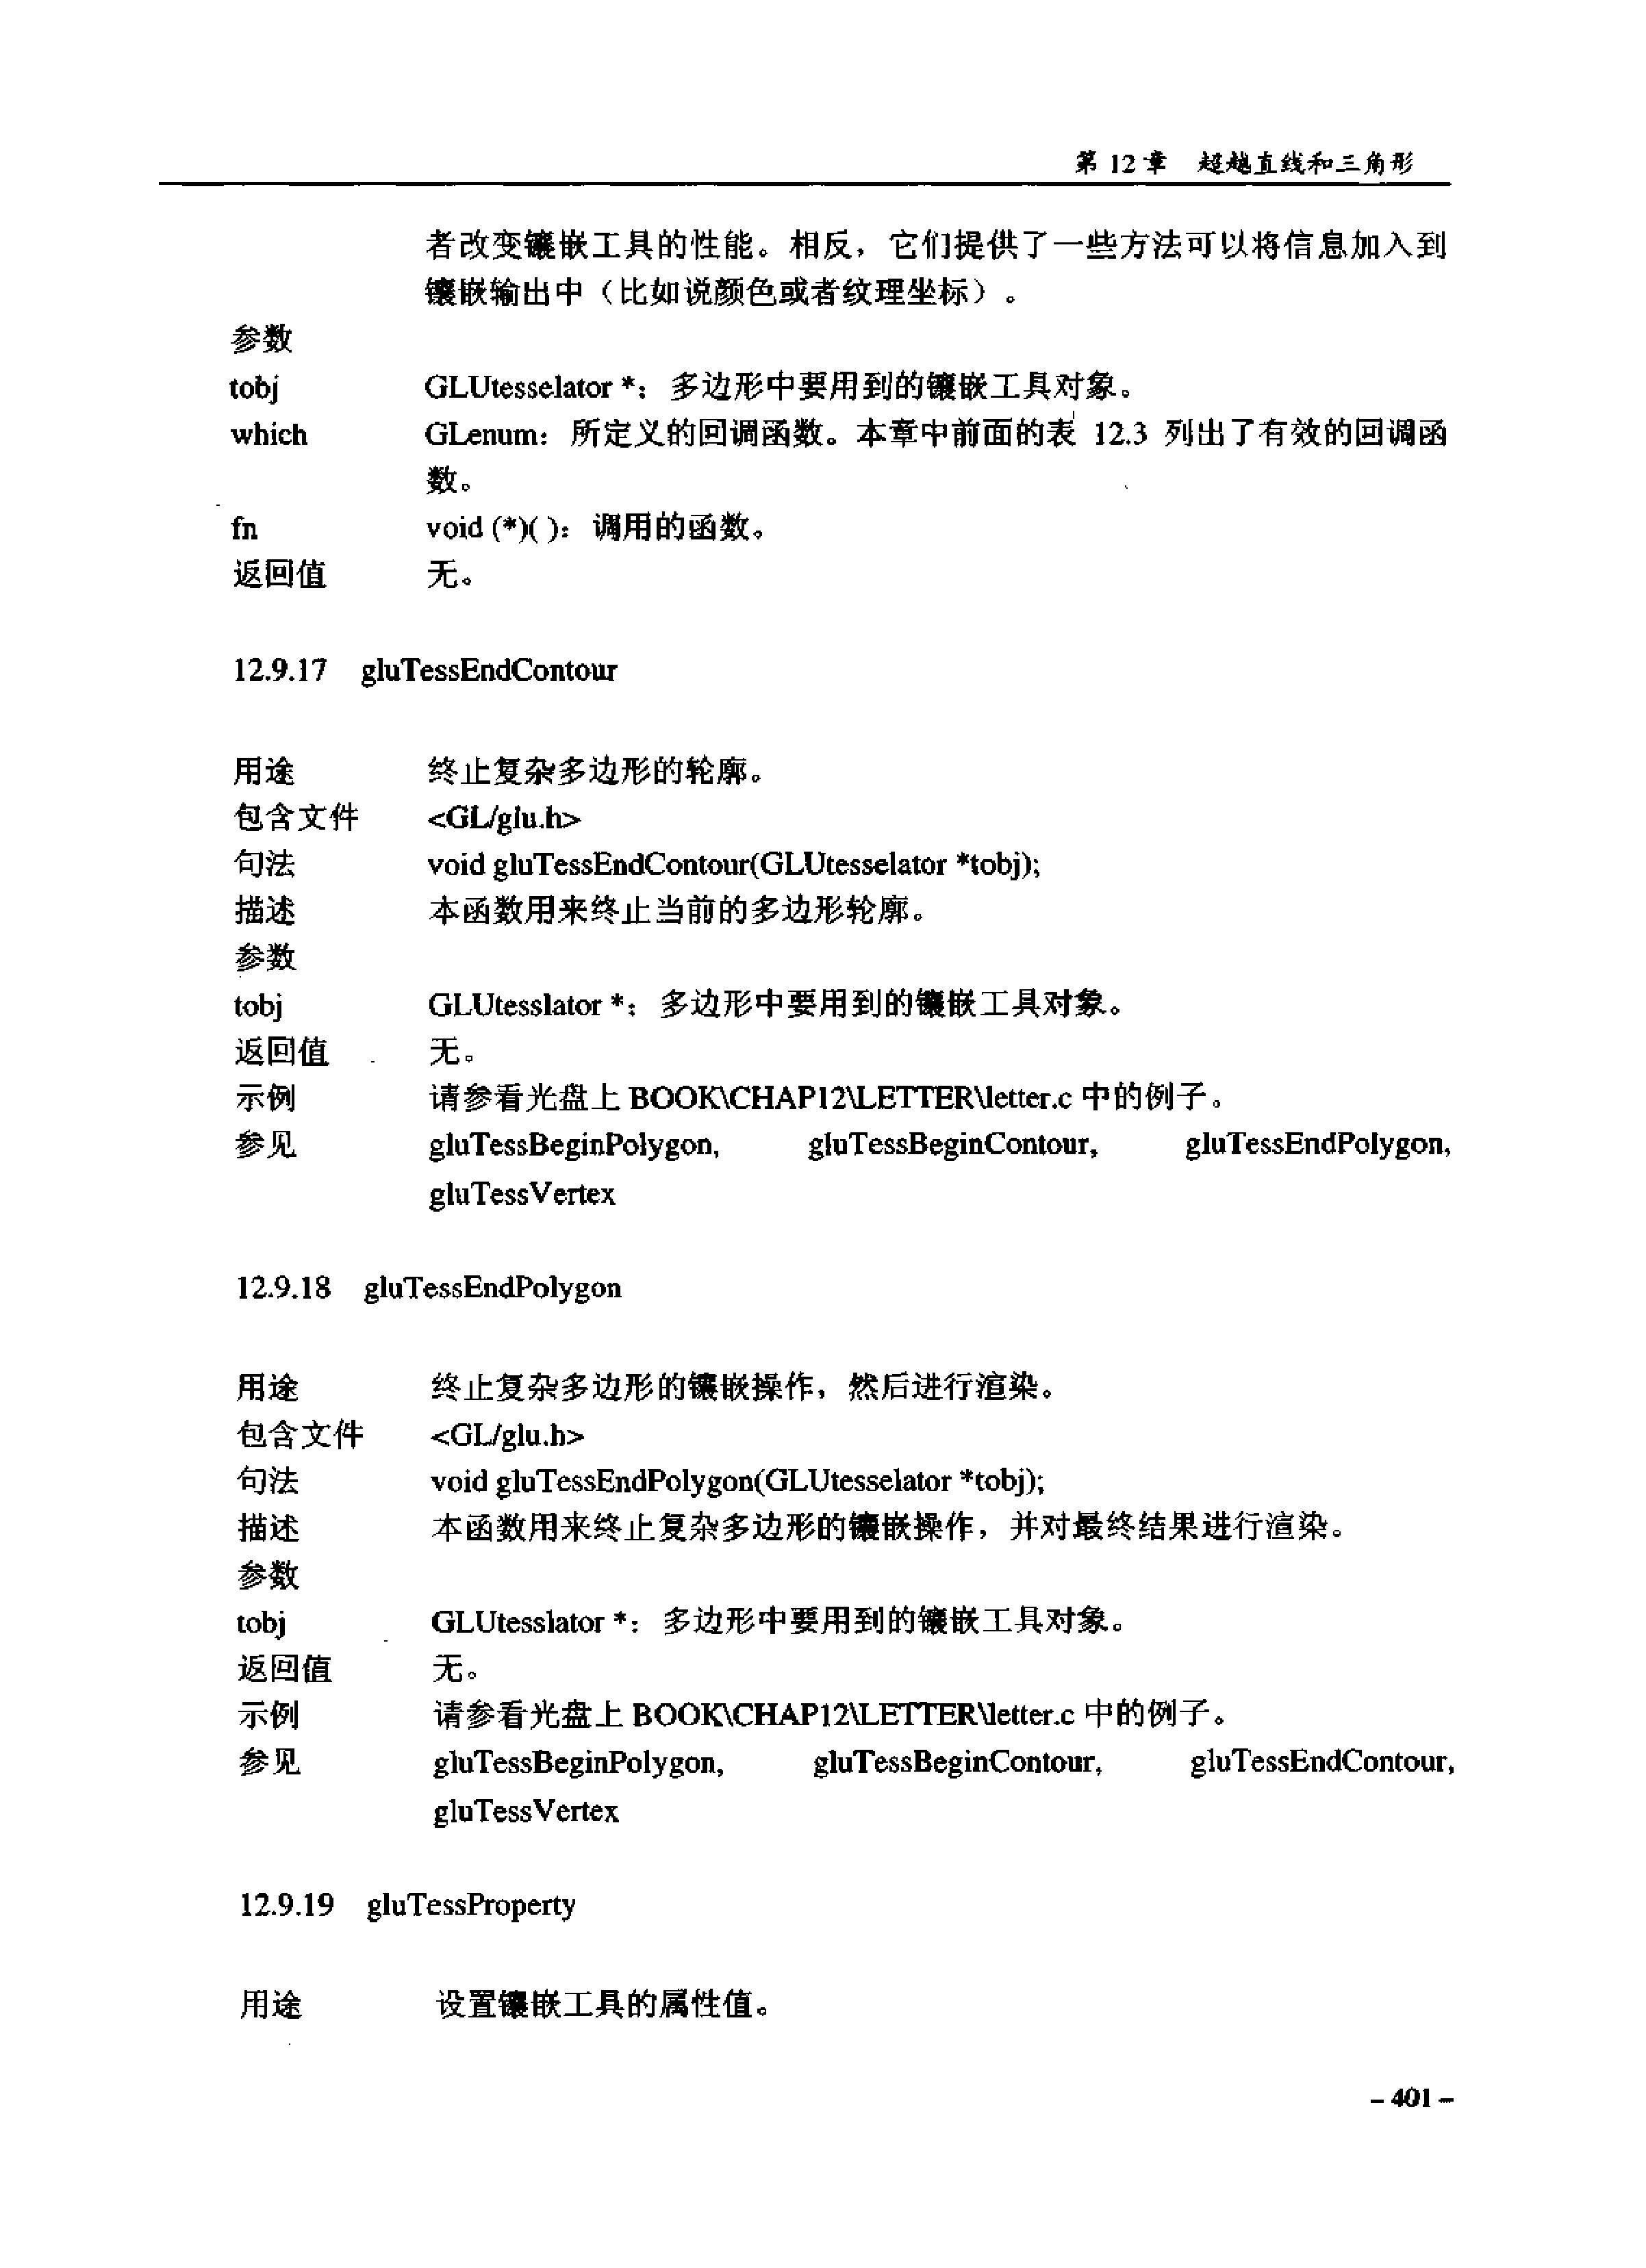 第 12 章 超越直线和三角形
者改变镶嵌工具的性能。相反，它们提供了一些方法可以将信息加入到
镶嵌输出中（比如说颜色或者纹理坐标）。
参数
tobj GLUtesselator *：多边形中要用到的镶嵌工具对象。
which GLenum：所定义的回调函数。本章中前面的表 12.3 列出了有效的回调函
数。
fn void (*)( )：调用的函数。
返回值 无。
12.9.17 gluTessEndContour
用途 终止复杂多边形的轮廓。
包含文件 <GL/glu.h>
句法 void gluTessEndContour(GLUtesselator *tobj);
描述 本函数用来终止当前的多边形轮廓。
参数
tobj GLUtesslator *：多边形中要用到的镶嵌工具对象。
返回值 无。
示例 请参看光盘上 BOOK\CHAP12\LETTER\letter.c 中的例子。
参见 gluTessBeginPolygon, gluTessBeginContour, gluTessEndPolygon,
gluTessVertex
12.9.18 gluTessEndPolygon
用途 终止复杂多边形的镶嵌操作，然后进行渲染。
包含文件 <GL/glu.h>
句法 void gluTessEndPolygon(GLUtesselator *tobj);
描述 本函数用来终止复杂多边形的镶嵌操作，并对最终结果进行渲染。
参数
tobj GLUtesslator *：多边形中要用到的镶嵌工具对象。
返回值 无。
示例 请参看光盘上 BOOK\CHAP12\LETTER\letter.c 中的例子。
参见 gluTessBeginPolygon, gluTessBeginContour, gluTessEndContour,
gluTessVertex
12.9.19 gluTessProperty
用途 设置镶嵌工具的属性值。
- 401 -